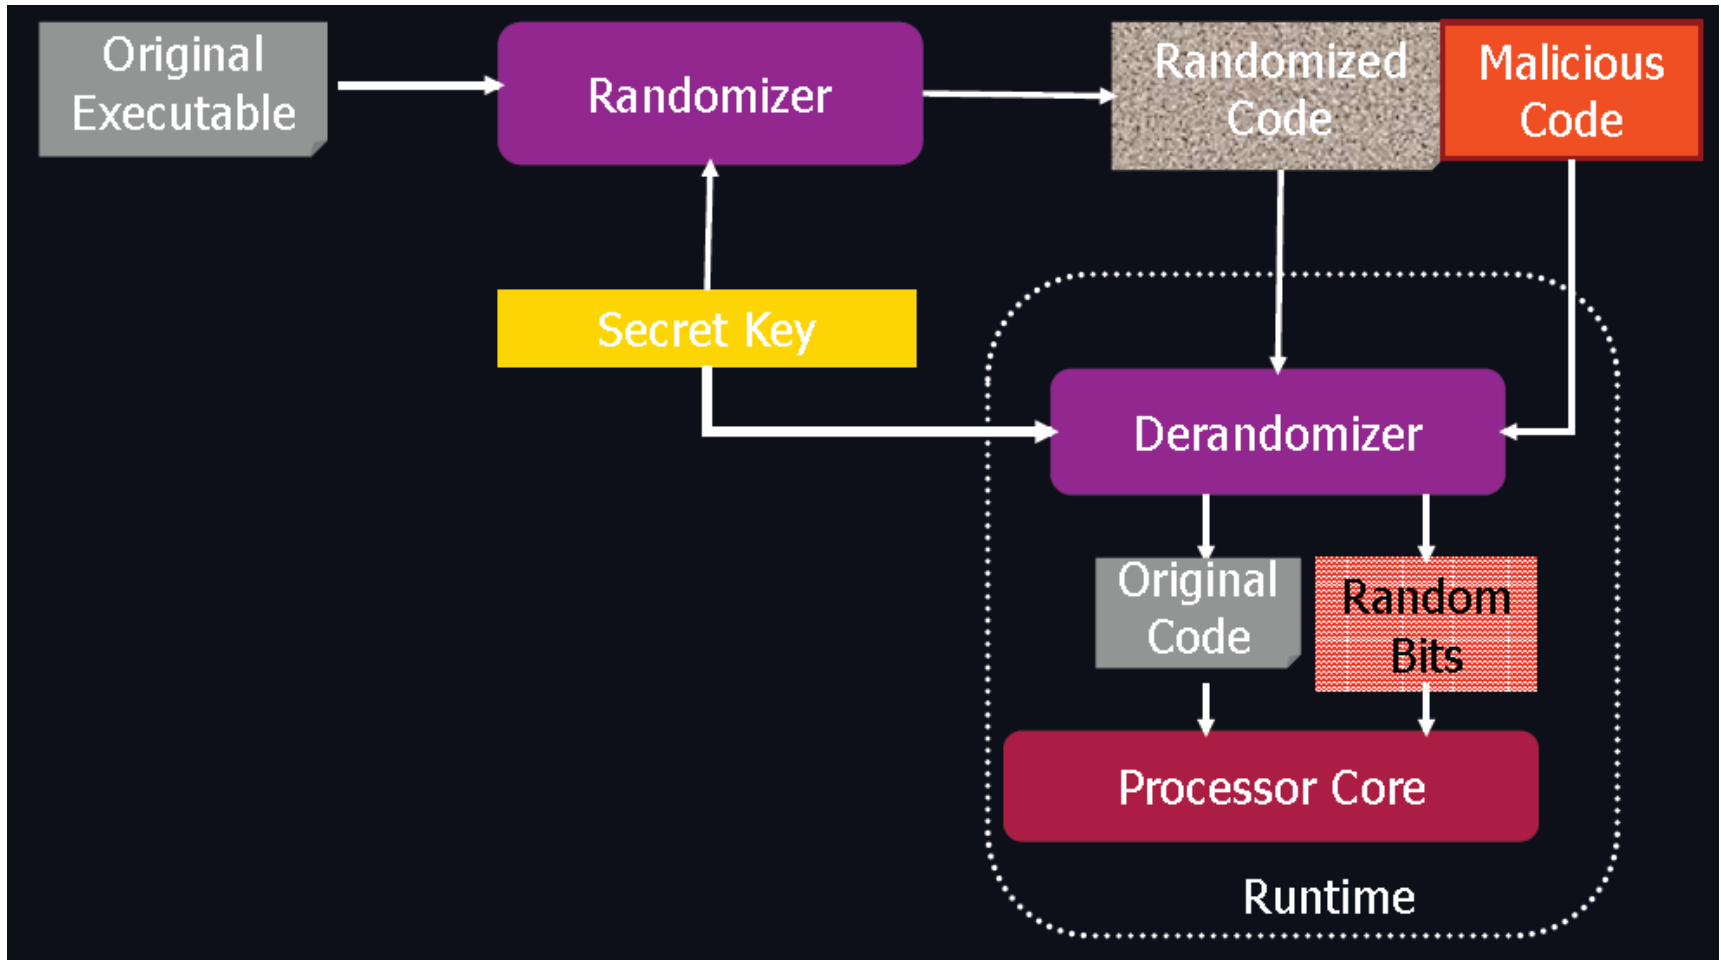 Original
Executable
Randomizer
Randomized
Code
Malicious
Code
Secret Key
Derandomizer
Original
Code
Random
Bits
Processor Core
Runtime